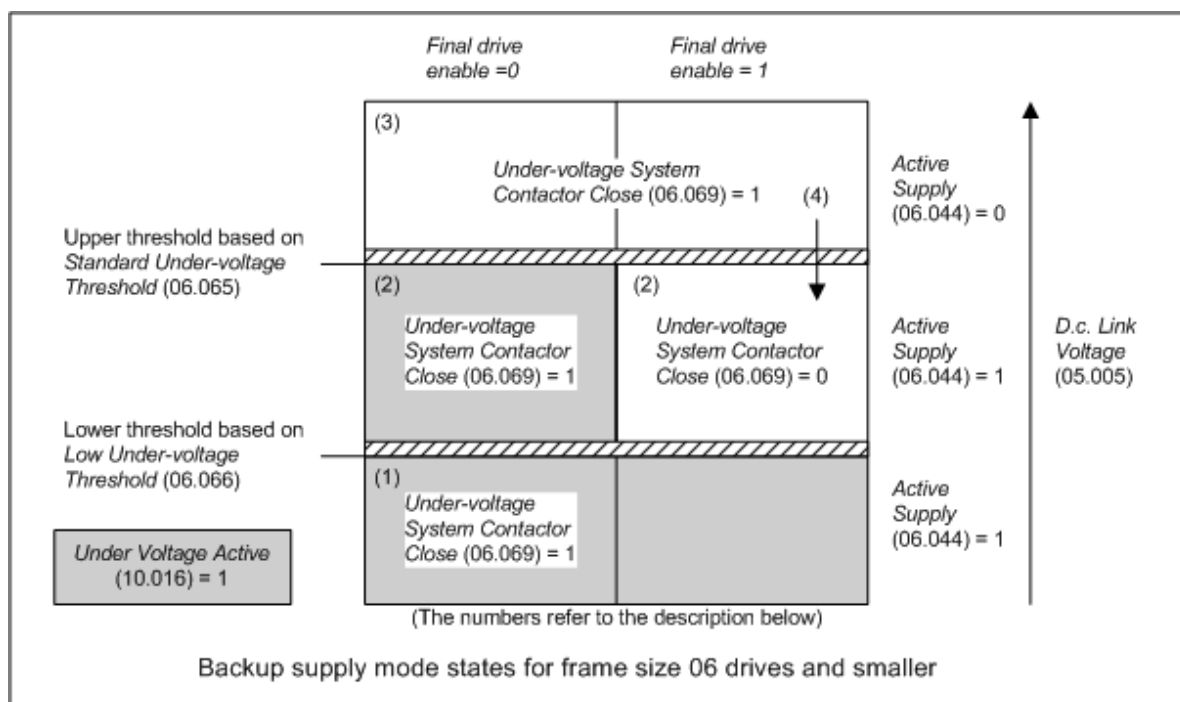 Final drive
enable =0
Final drive
enable = 1
(3)
Under-voltage System
Contactor Close (06.069) = 1
(4)
Active
Supply
(06.044) = 0
Upper threshold based on
Standard Under-voltage
Threshold (06.065)
(2)
Under-voltage
System Contactor
Close (06.069) = 1
(2)
Under-voltage
System Contactor
Close (06.069) = 0
Active
Supply
(06.044) = 1
D.c. Link
Voltage
(05.005)
Lower threshold based on
Low Under-voltage
Threshold (06.066)
(1)
Under-voltage
System Contactor
Close (06.069) = 1
Active
Supply
(06.044) = 1
Under Voltage Active
(10.016) = 1
(The numbers refer to the description below)
Backup supply mode states for frame size 06 drives and smaller